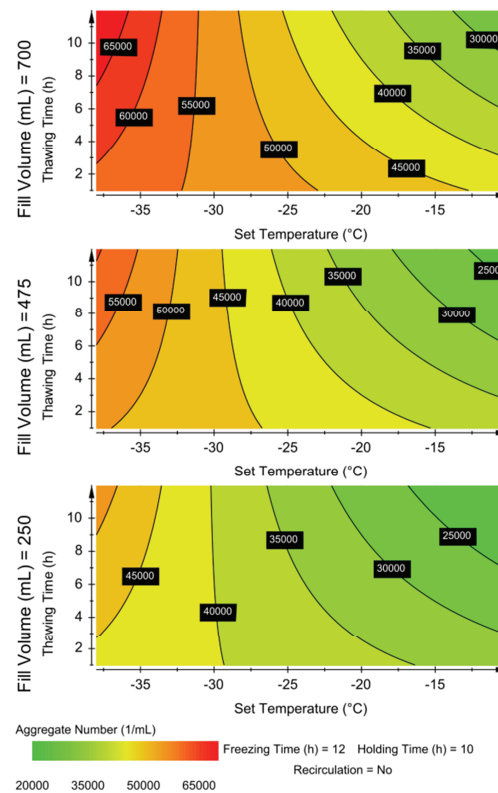 Fill Volume (mL) = 700
Thawing Time (h)
10
8
6
4
2
65000
60000
55000
50000
45000
40000
35000
30000
-35 -30 -25 -20 -15
Set Temperature (°C)
Fill Volume (mL) =475
Thawing Time (h)
10
8
6
4
2
55000
50000
45000
40000
35000
30000
2500
-35 -30 -25 -20 -15
Set Temperature (°C)
Fill Volume (mL) = 250
Thawing Time (h)
10
8
6
4
2
45000
40000
35000
30000
25000
-35 -30 -25 -20 -15
Set Temperature (°C)
Aggregate Number (1/mL)
Freezing Time (h) = 12 Holding Time (h) = 10
Recirculation = No
20000 35000 50000 65000